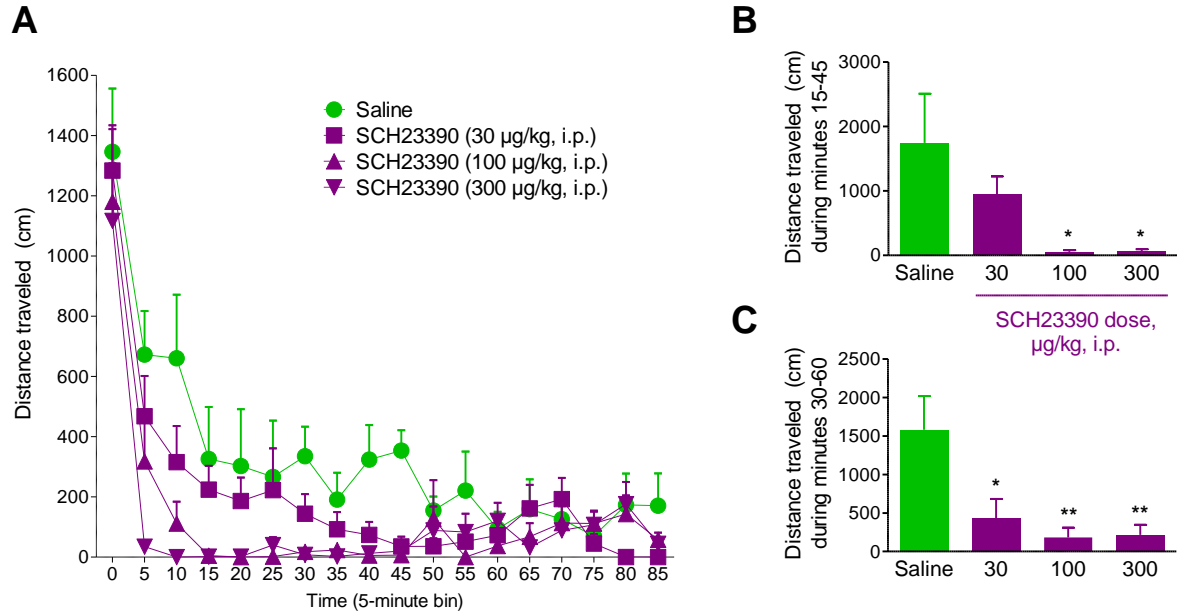 A
Distance traveled (cm)
1600
1400
1200
1000
800
600
400
200
0
0 5 10 15 20 25 30 35 40 45 50 55 60 65 70 75 80 85
Time (5-minute bin)
Saline
SCH23390 (30 µg/kg, i.p.)
SCH23390 (100 µg/kg, i.p.)
SCH23390 (300 µg/kg, i.p.)
B
Distance traveled (cm)
during minutes 15-45
3000
2000
1000
0
* *
Saline 30 100 300
SCH23390 dose,
µg/kg, i.p.
C
Distance traveled (cm)
during minutes 30-60
2500
2000
1500
1000
500
0
* ** **
Saline 30 100 300